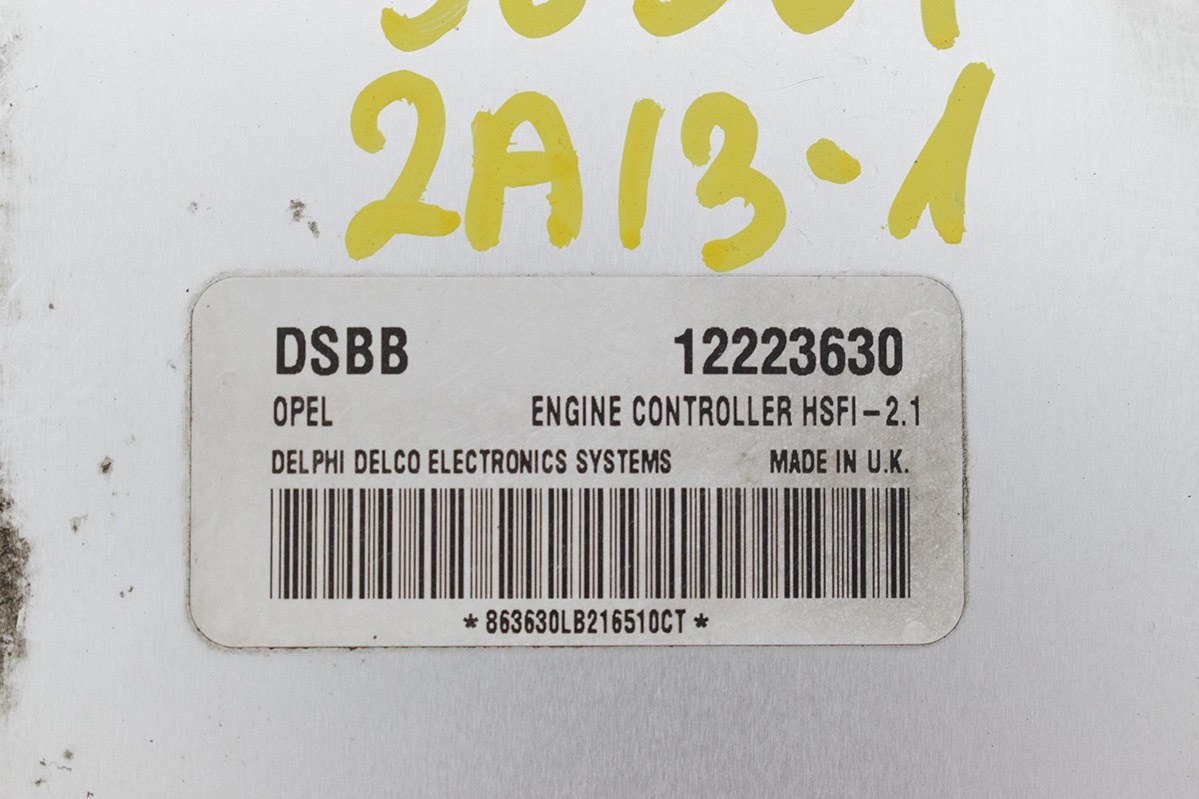 2A13·1
DSBB 12223630
OPEL ENGINE CONTROLLER HSFI-2.1
DELPHI DELCO ELECTRONICS SYSTEMS MADE IN U.K.
*863630LB216510CT*